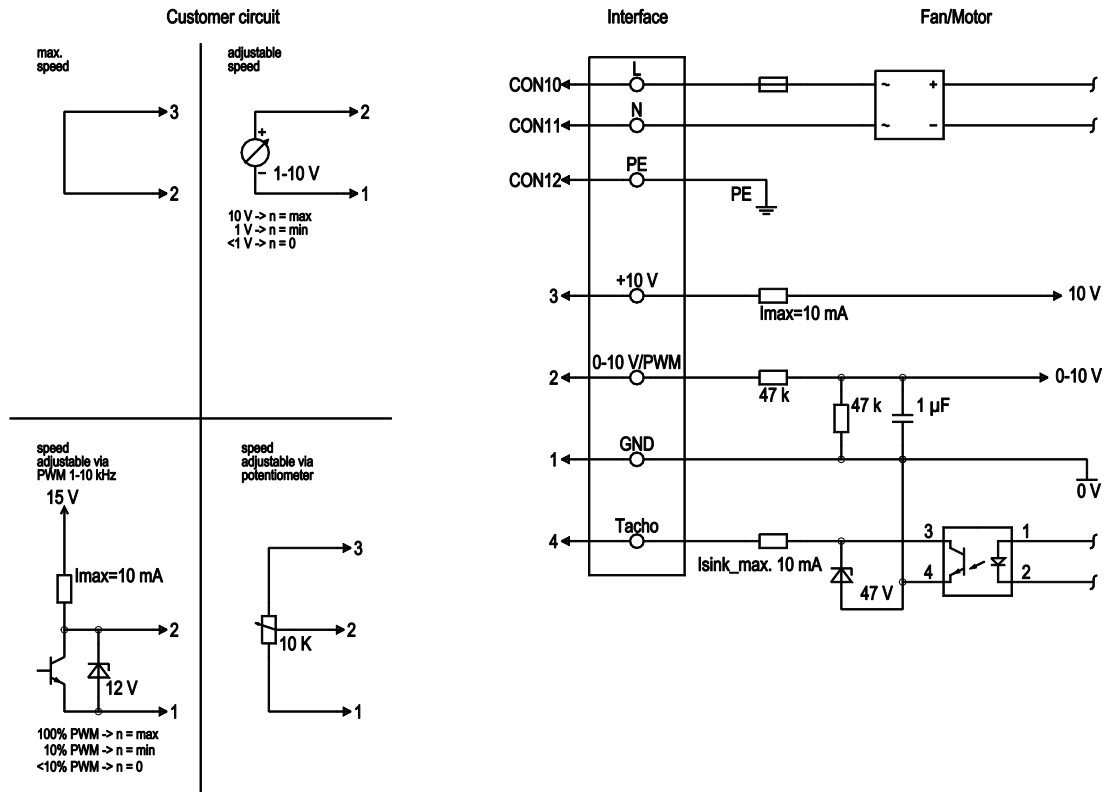 Customer circuit
Interface
Fan/Motor
max.
speed
3
2
adjustable
speed
2
+
−
1-10 V
1
10 V -> n = max
1 V -> n = min
<1 V -> n = 0
speed
adjustable via
PWM 1-10 kHz
15 V
Imax=10 mA
2
12 V
1
100% PWM -> n = max
10% PWM -> n = min
<10% PWM -> n = 0
speed
adjustable via
potentiometer
3
2
10 K
1
L
CON10
~ +
N
CON11
~ −
PE
CON12
PE
+10 V
3
10 V
Imax=10 mA
0-10 V/PWM
2
0-10 V
47 k
47 k
1 µF
GND
1
0 V
Tacho
4
3
1
Isink_max. 10 mA
4
2
47 V